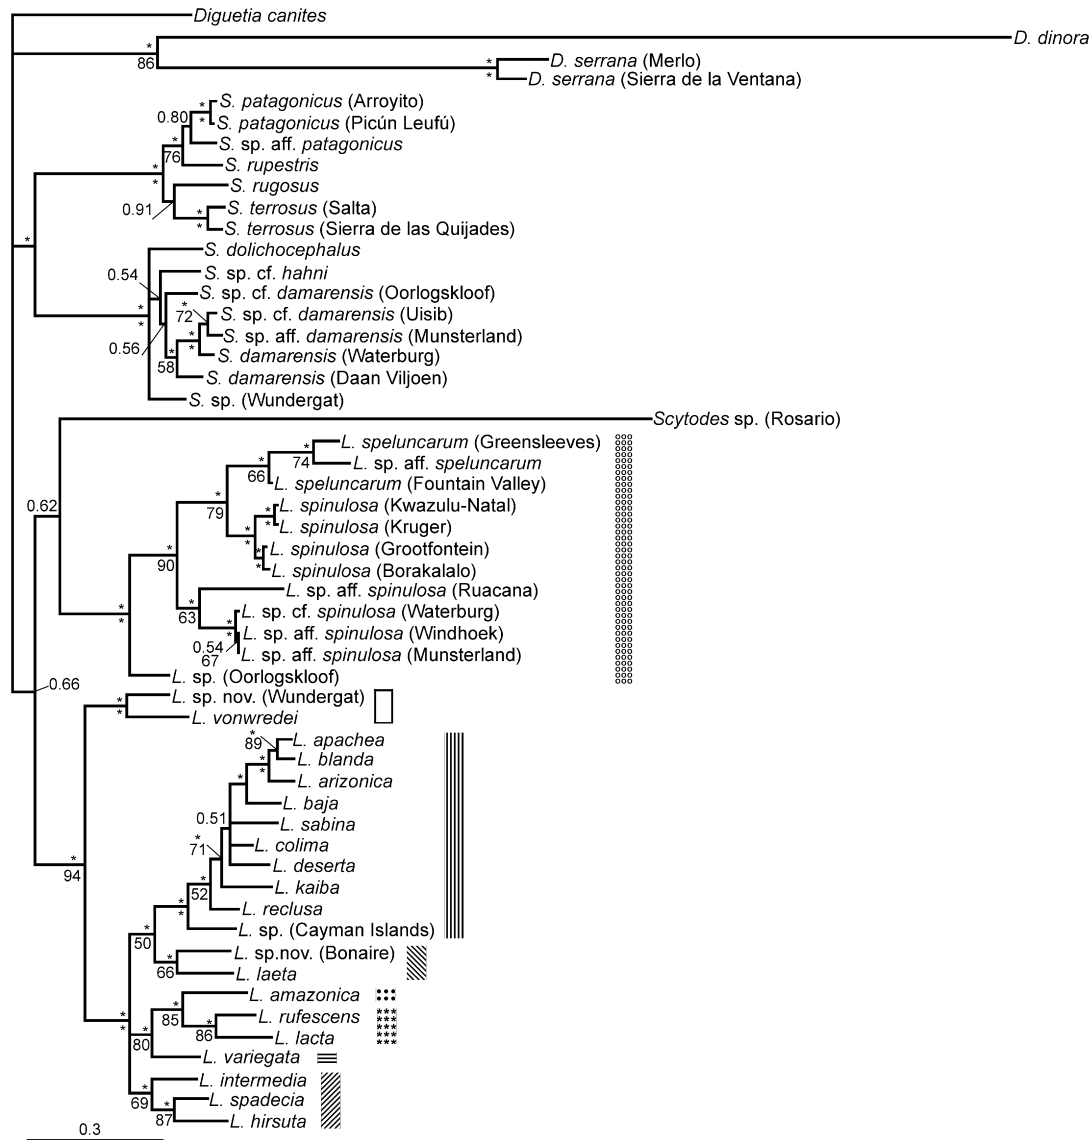 Diguetia canites
D. dinora
*
86
* D. serrana (Merlo)
* D. serrana (Sierra de la Ventana)
S. patagonicus (Arroyito)
*
0.80
* S. patagonicus (Picún Leufú)
*
76
S. sp. aff. patagonicus
S. rupestris
*
*
S. rugosus
0.91
S. terrosus (Salta)
*
*
S. terrosus (Sierra de las Quijades)
*
S. dolichocephalus
0.54
S. sp. cf. hahni
S. sp. cf. damarensis (Oorlogskloof)
*
72
S. sp. cf. damarensis (Uisib)
*
*
S. sp. aff. damarensis (Munsterland)
*
*
0.56
S. damarensis (Waterburg)
*
58
S. damarensis (Daan Viljoen)
S. sp. (Wundergat)
Scytodes sp. (Rosario)
L. speluncarum (Greensleeves)
*
74
L. sp. aff. speluncarum
*
66
L. speluncarum (Fountain Valley)
0.62
*
79
L. spinulosa (Kwazulu-Natal)
*
*
L. spinulosa (Kruger)
*
*
L. spinulosa (Grootfontein)
*
*
L. spinulosa (Borakalalo)
*
90
L. sp. aff. spinulosa (Ruacana)
63
*
*
L. sp. cf. spinulosa (Waterburg)
*
*
L. sp. aff. spinulosa (Windhoek)
0.54
67
L. sp. aff. spinulosa (Munsterland)
L. sp. (Oorlogskloof)
0.66
L. sp. nov. (Wundergat)
*
*
L. vonwredei
*
89
L. apachea
L. blanda
*
*
L. arizonica
*
L. baja
0.51
L. sabina
*
71
L. colima
L. deserta
*
94
*
52
L. kaiba
L. reclusa
*
*
L. sp. (Cayman Islands)
*
50
L. sp.nov. (Bonaire)
*
66
L. laeta
L. amazonica
*
85
L. rufescens
*
86
L. lacta
*
*
*
80
L. variegata
L. intermedia
*
69
L. spadecia
*
87
L. hirsuta
0.3